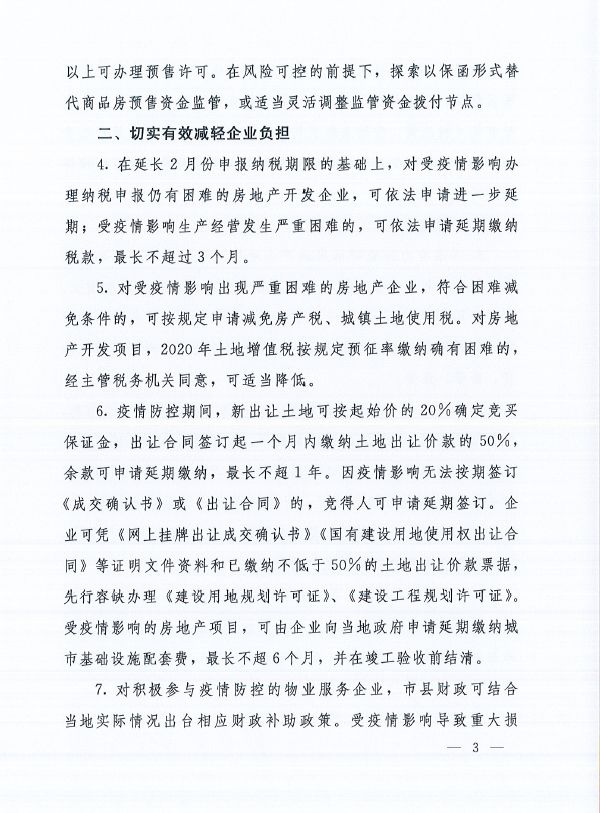 以上可办理预售许可。在风险可控的前提下，探索以保函形式替
代商品房预售资金监管，或适当灵活调整监管资金拨付节点。
二、切实有效减轻企业负担
4. 在延长2月份申报纳税期限的基础上，对受疫情影响办
理纳税申报仍有困难的房地产开发企业，可依法申请进一步延
期；受疫情影响生产经营发生严重困难的，可依法申请延期缴纳
税款，最长不超过3个月。
5. 对受疫情影响出现严重困难的房地产企业，符合困难减
免条件的，可按规定申请减免房产税、城镇土地使用税。对房地
产开发项目，2020年土地增值税按规定预征率缴纳确有困难的，
经主管税务机关同意，可适当降低。
6. 疫情防控期间，新出让土地可按起始价的20%确定竞买
保证金，出让合同签订起一个月内缴纳土地出让价款的50%，
余款可申请延期缴纳，最长不超1年。因疫情影响无法按期签订
《成交确认书》或《出让合同》的，竞得人可申请延期签订。企
业可凭《网上挂牌出让成交确认书》《国有建设用地使用权出让合
同》等证明文件资料和已缴纳不低于50%的土地出让价款票据，
先行容缺办理《建设用地规划许可证》、《建设工程规划许可证》。
受疫情影响的房地产项目，可由企业向当地政府申请延期缴纳城
市基础设施配套费，最长不超6个月，并在竣工验收前结清。
7. 对积极参与疫情防控的物业服务企业，市县财政可结合
当地实际情况出台相应财政补助政策。受疫情影响导致重大损
— 3 —